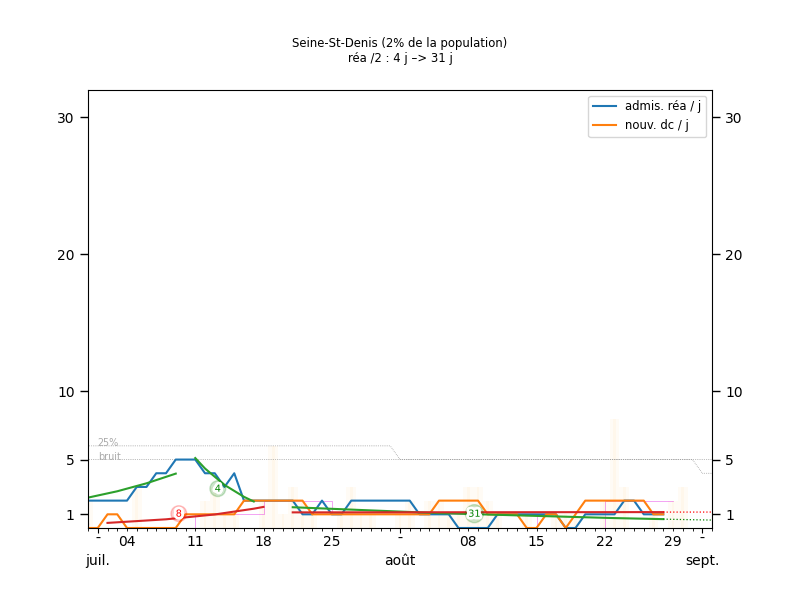 Seine-St-Denis (2% de la population)
réa /2 : 4 j –> 31 j
admis. réa / j
nouv. dc / j
30 30
20 20
10 10
25%
5 bruit 5
4
8 31
1 1
- 04 11 18 25 - 08 15 22 29 -
juil. août sept.